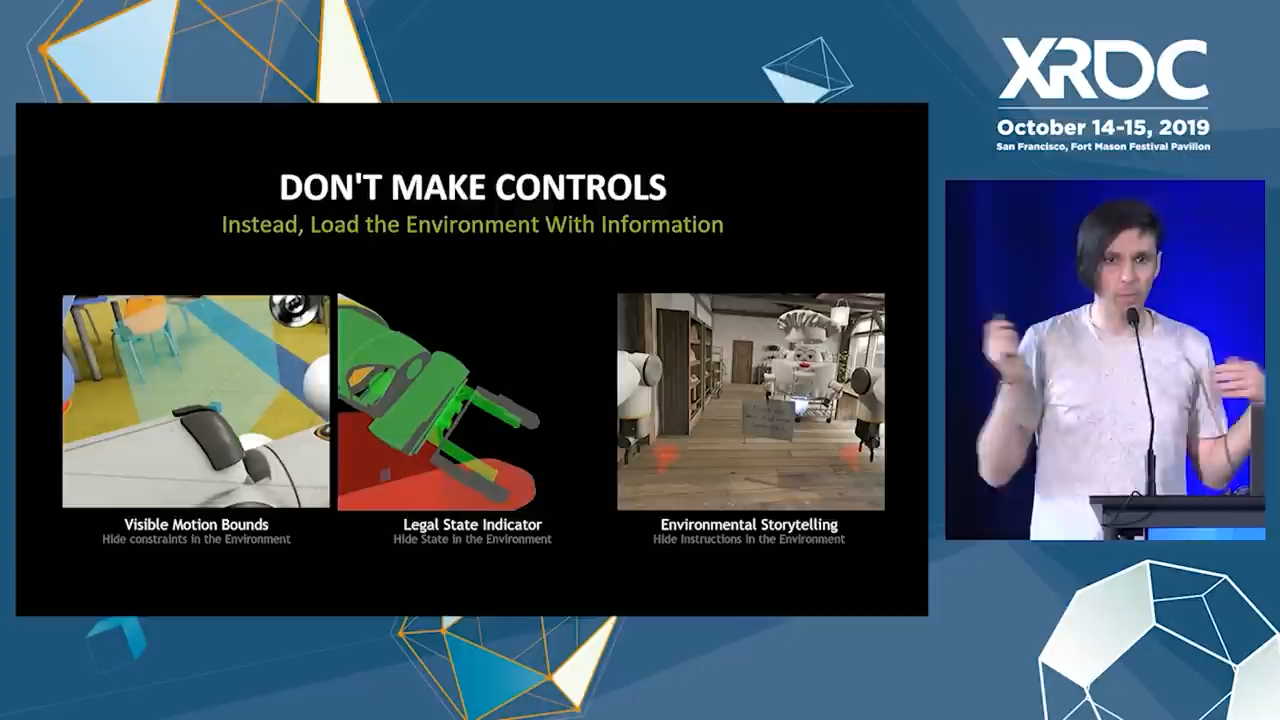 XRDC
October 14-15, 2019
San Francisco, Fort Mason Festival Pavilion
DON'T MAKE CONTROLS
Instead, Load the Environment With Information
Visible Motion Bounds
Hide constraints in the Environment
Legal State Indicator
Hide State in the Environment
Environmental Storytelling
Hide Instructions in the Environment